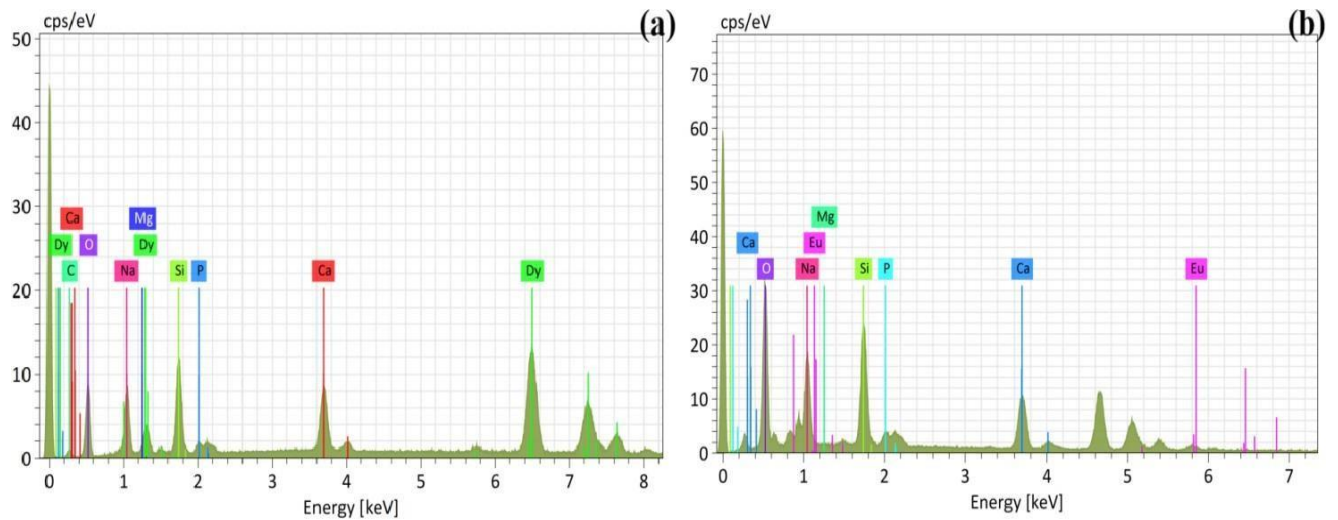 cps/eV
(a)
50
40
30
20
10
0
Ca
Mg
Dy
O
Dy
C
Na
Si
P
Ca
Dy
0 1 2 3 4 5 6 7 8
Energy [keV]
cps/eV
(b)
70
60
50
40
30
20
10
0
Mg
Ca
Eu
O
Na
Si
P
Ca
Eu
0 1 2 3 4 5 6 7
Energy [keV]